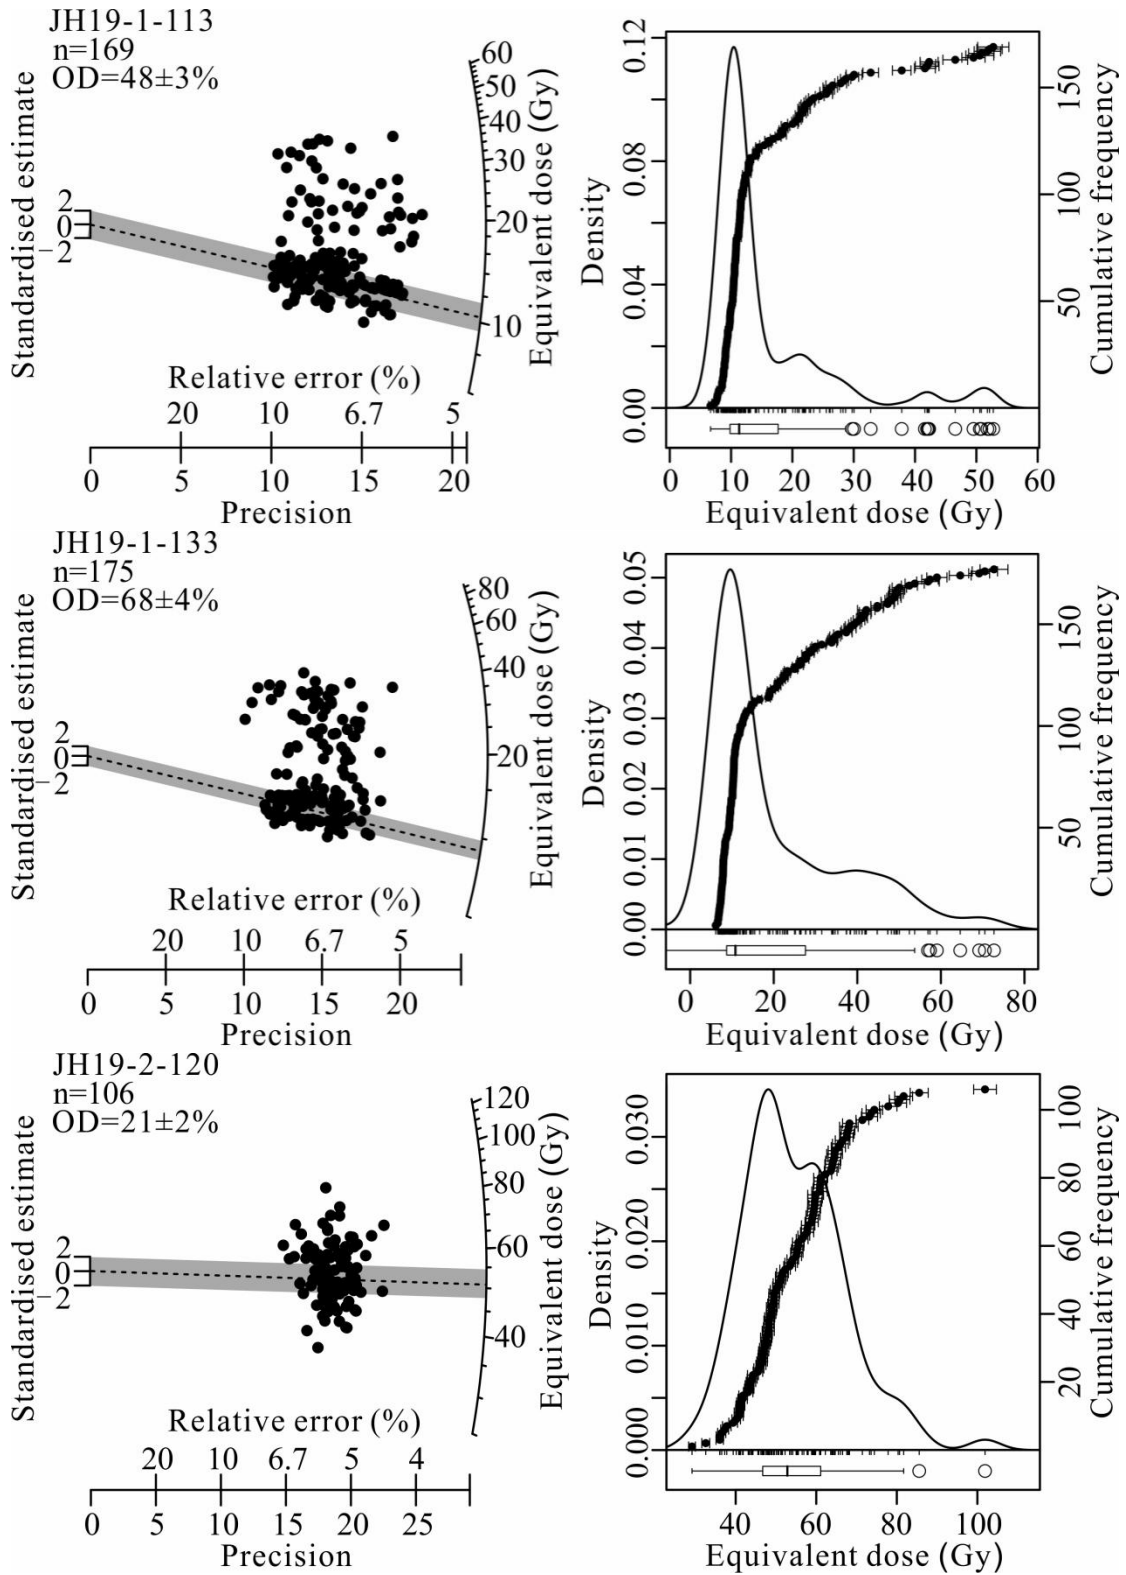 JH19-1-113
n=169
OD=48±3%
Standardised estimate
2
0
−2
60
50
40
30
20
10
Equivalent dose (Gy)
Relative error (%)
20 10 6.7 5
0 5 10 15 20
Precision
0.12
0.08
0.04
0.00
Density
150
100
50
Cumulative frequency
0 10 20 30 40 50 60
Equivalent dose (Gy)
JH19-1-133
n=175
OD=68±4%
Standardised estimate
2
0
−2
80
60
40
20
Equivalent dose (Gy)
Relative error (%)
20 10 6.7 5
0 5 10 15 20
Precision
0.05
0.04
0.03
0.02
0.01
0.00
Density
150
100
50
Cumulative frequency
0 20 40 60 80
Equivalent dose (Gy)
JH19-2-120
n=106
OD=21±2%
Standardised estimate
2
0
−2
120
100
80
60
40
Equivalent dose (Gy)
Relative error (%)
20 10 6.7 5 4
0 5 10 15 20 25
Precision
0.030
0.020
0.010
0.000
Density
100
80
60
40
20
Cumulative frequency
40 60 80 100
Equivalent dose (Gy)